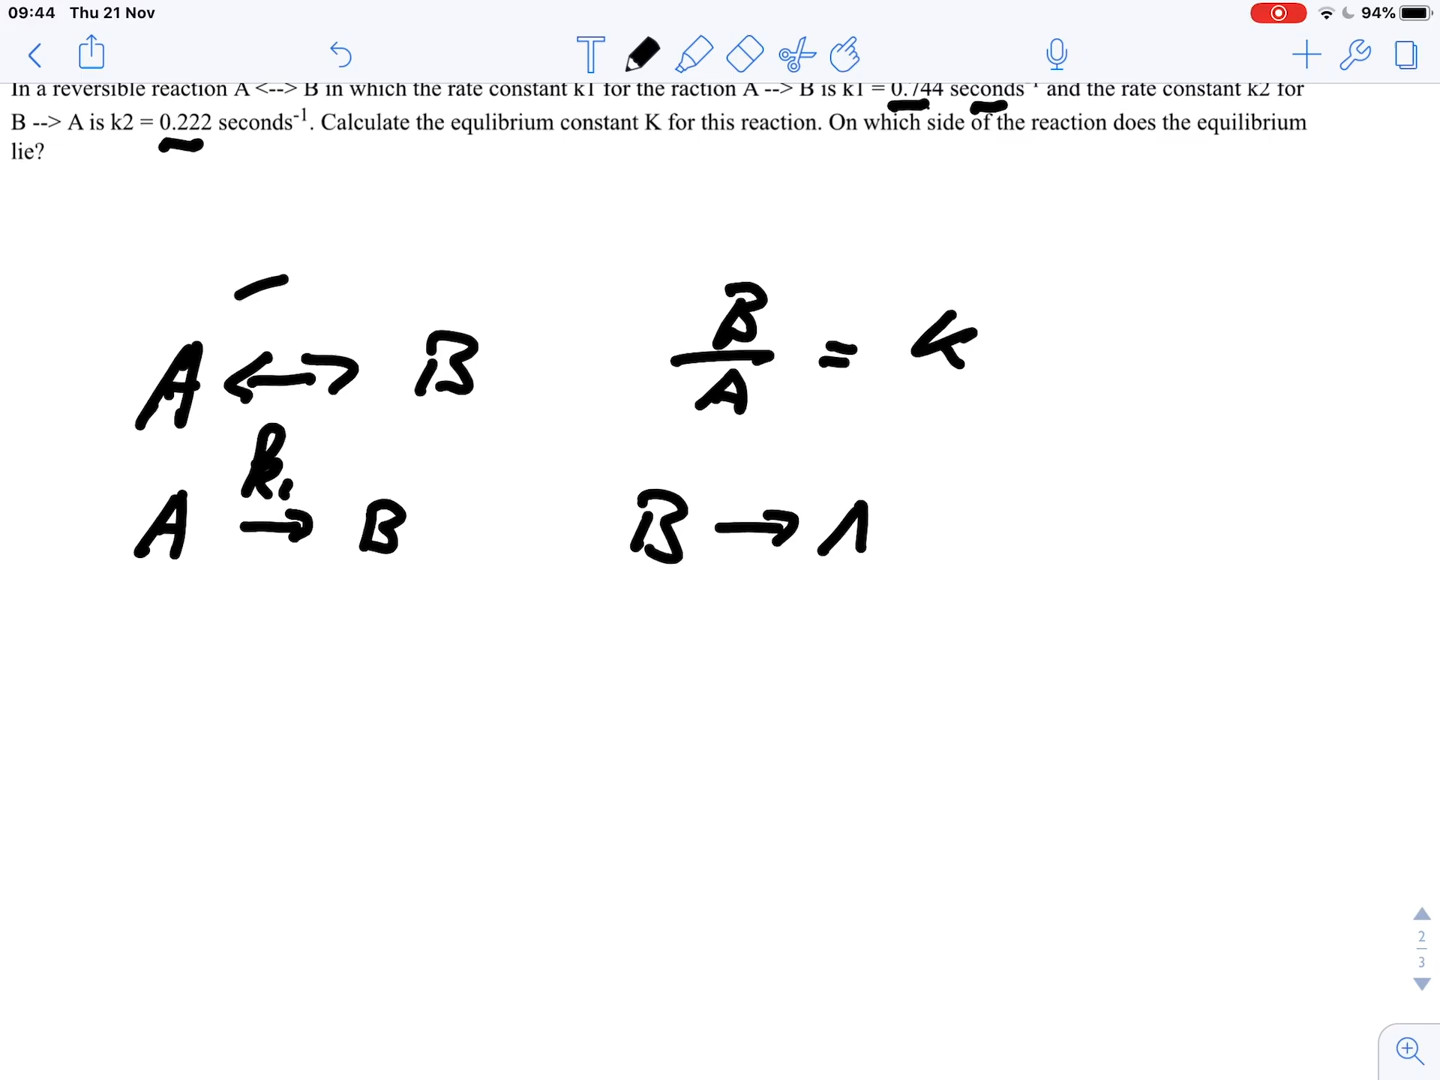 09:44 Thu 21 Nov 94%
In a reversible reaction A <--> B in which the rate constant k1 for the raction A --> B is k1 = 0.744 seconds⁻¹ and the rate constant k2 for
B --> A is k2 = 0.222 seconds⁻¹. Calculate the equlibrium constant K for this reaction. On which side of the reaction does the equilibrium
lie?
A ↔ B
B/A = K
k₁
A → B
B → A
2
3